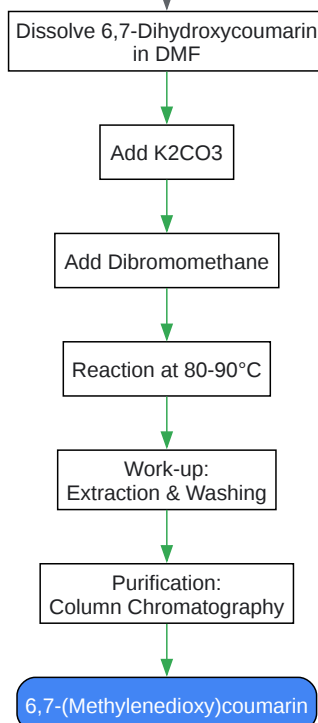 Dissolve 6,7-Dihydroxycoumarin
in DMF
Add K2CO3
Add Dibromomethane
Reaction at 80-90°C
Work-up:
Extraction & Washing
Purification:
Column Chromatography
6,7-(Methylenedioxy)coumarin